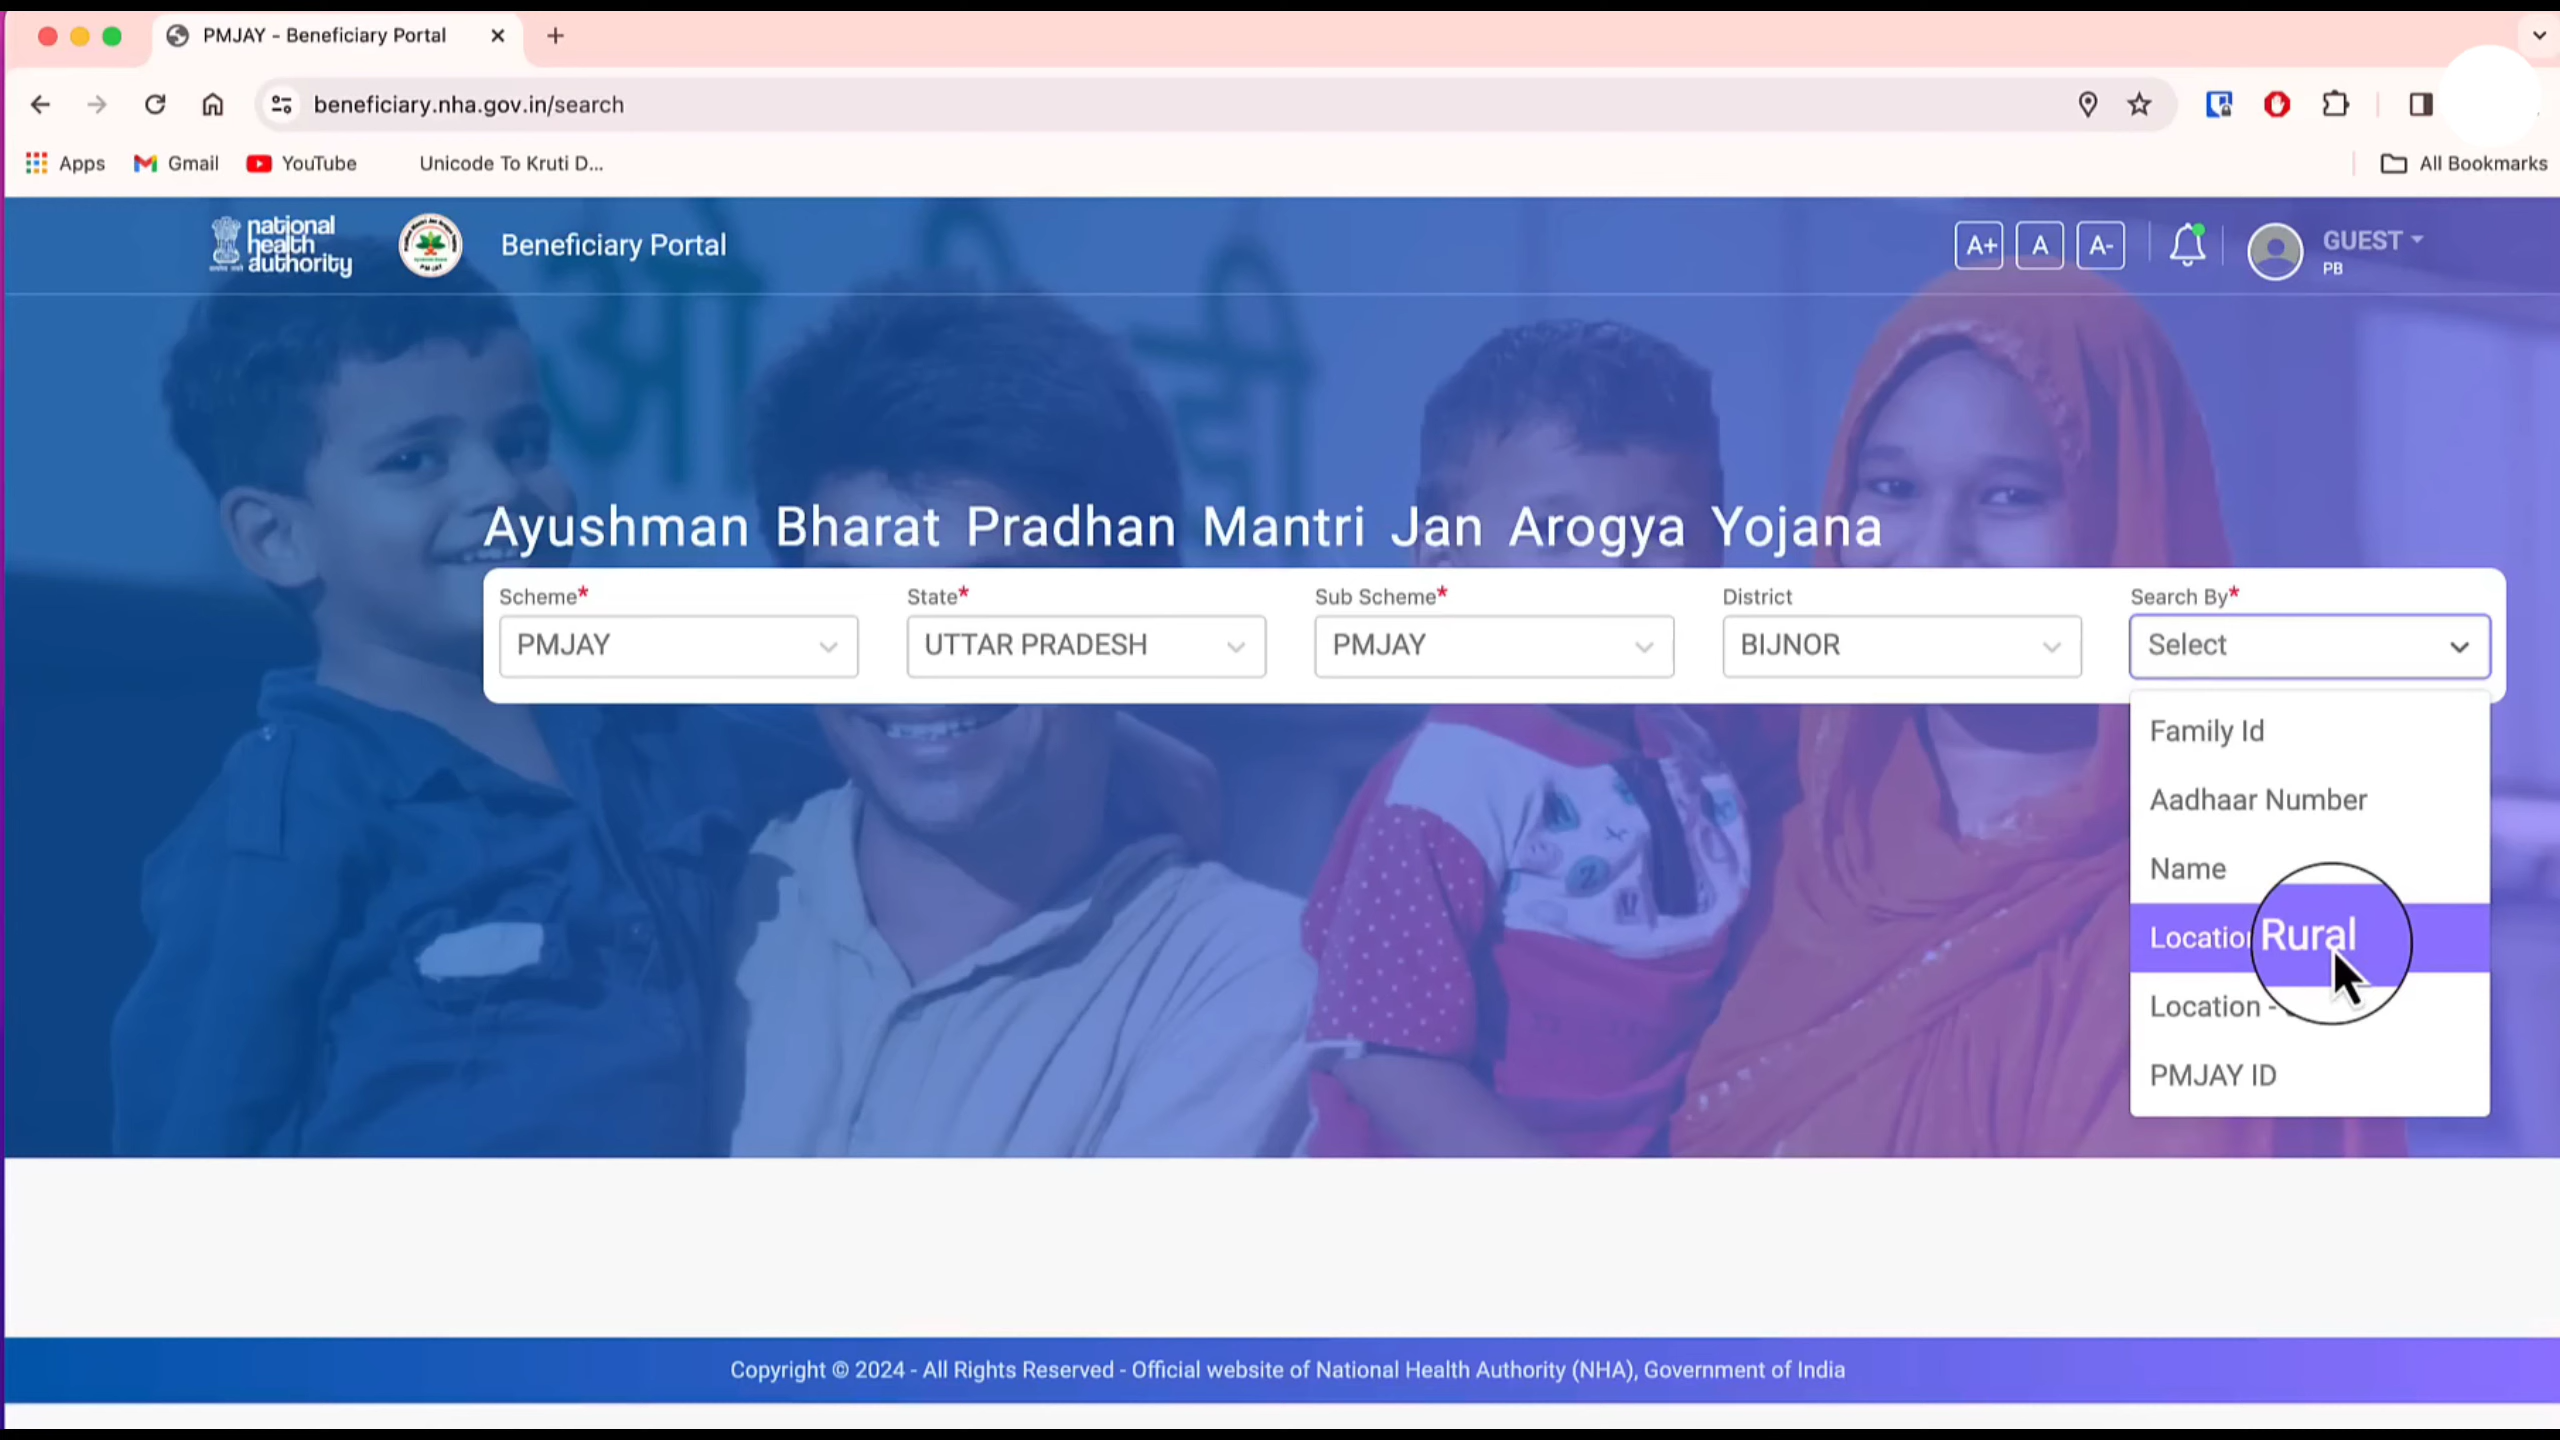 PMJAY - Beneficiary Portal
beneficiary.nha.gov.in/search
Apps Gmail YouTube Unicode To Kruti D... All Bookmarks
national
health
authority
Beneficiary Portal
A+ A A-
GUEST
PB
Ayushman Bharat Pradhan Mantri Jan Arogya Yojana
Scheme* State* Sub Scheme* District Search By*
PMJAY UTTAR PRADESH PMJAY BIJNOR Select
Family Id
Aadhaar Number
Name
Location Rural
Location -
PMJAY ID
Copyright © 2024 - All Rights Reserved - Official website of National Health Authority (NHA), Government of India